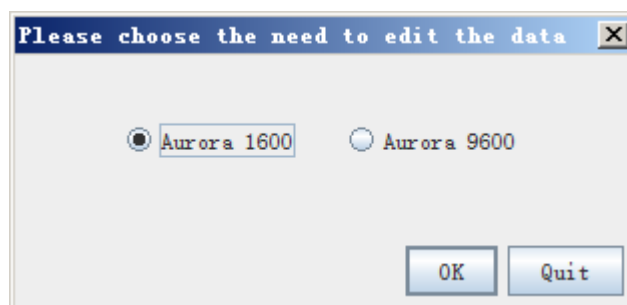 Please choose the need to edit the data
Aurora 1600 Aurora 9600
OK Quit